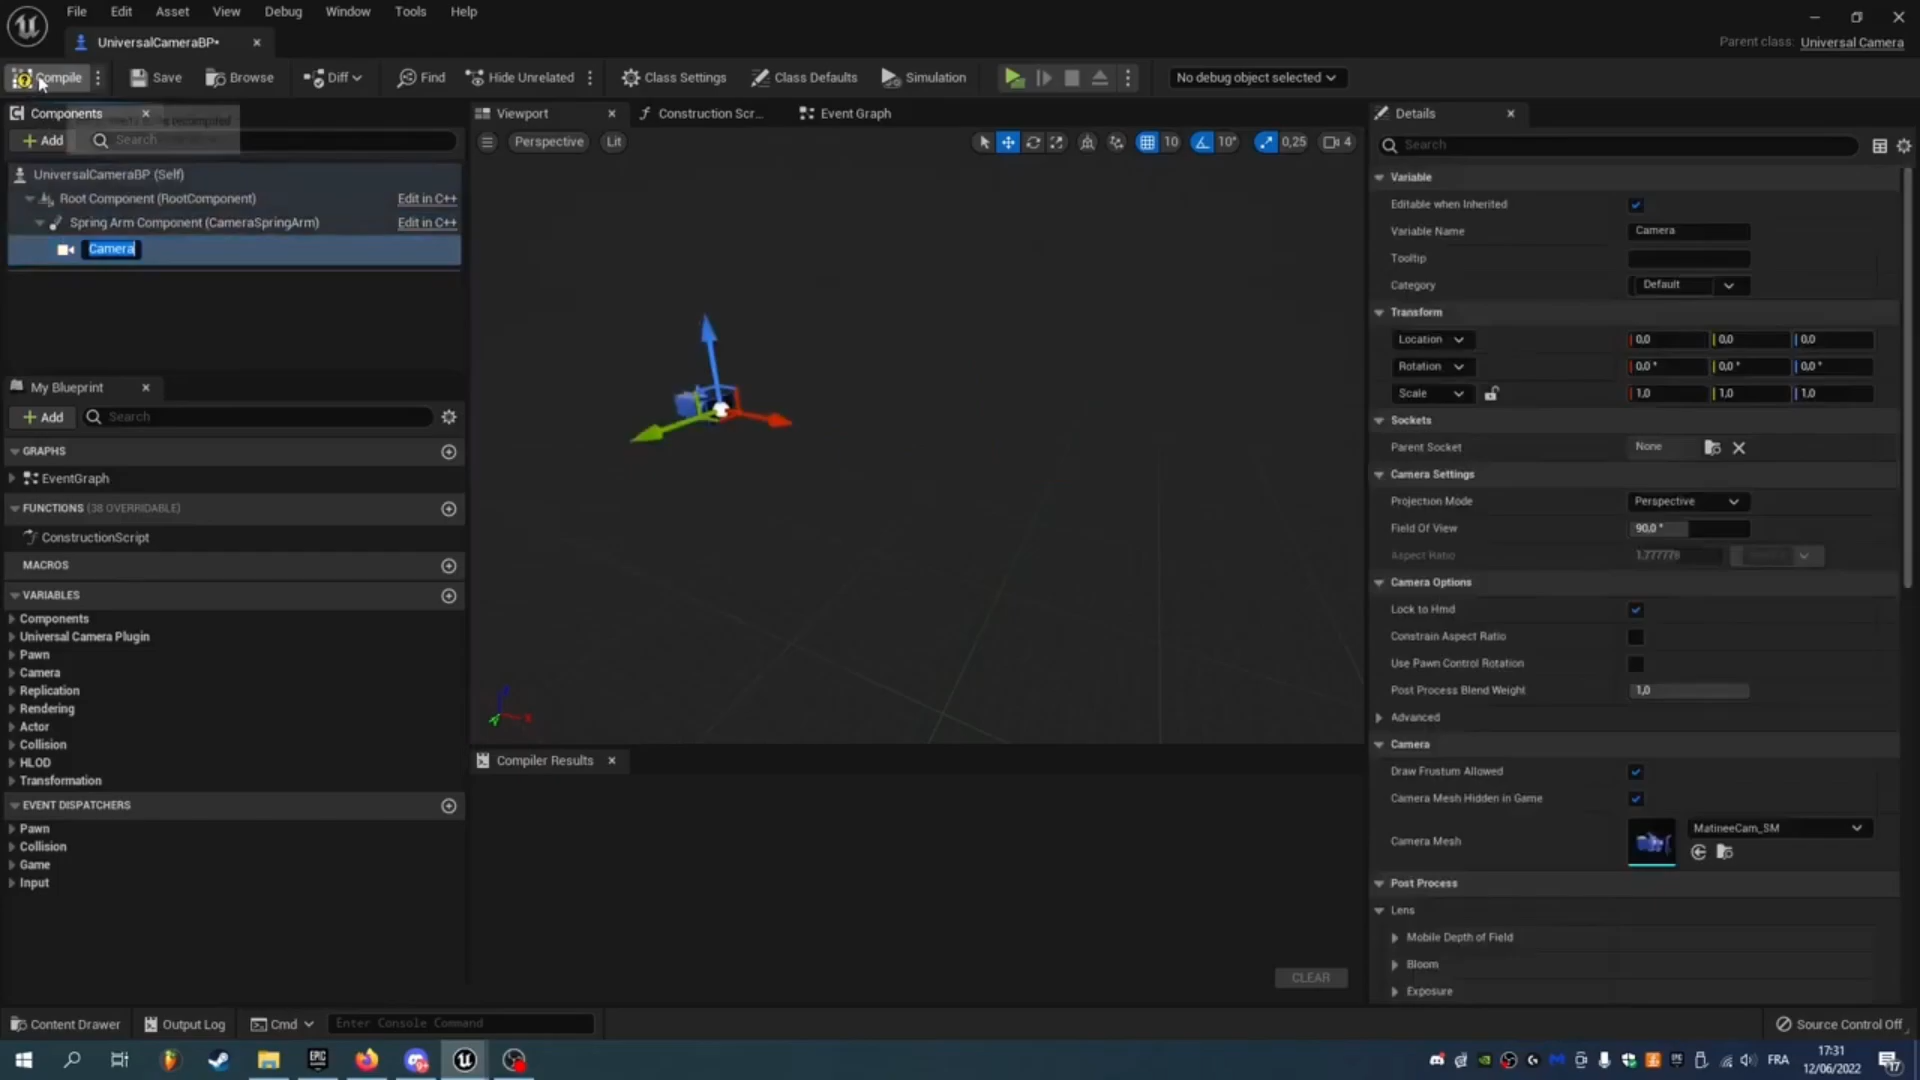 File Edit Asset View Debug Window Tools Help
UniversalCameraBP•
Parent class: Universal Camera
Compile Save Browse Diff Find Hide Unrelated Class Settings Class Defaults Simulation No debug object selected
Components
Add Search
UniversalCameraBP (Self)
Root Component (RootComponent) Edit in C++
Spring Arm Component (CameraSpringArm) Edit in C++
Camera
My Blueprint
Add Search
GRAPHS
EventGraph
FUNCTIONS (38 OVERRIDABLE)
ConstructionScript
MACROS
VARIABLES
Components
Universal Camera Plugin
Pawn
Camera
Replication
Rendering
Actor
Collision
HLOD
Transformation
EVENT DISPATCHERS
Pawn
Collision
Game
Input
Viewport Construction Scr... Event Graph
Perspective Lit 10 10° 0,25 4
Compiler Results
CLEAR
Details
Search
Variable
Editable when Inherited
Variable Name Camera
Tooltip
Category Default
Transform
Location 0,0 0,0 0,0
Rotation 0,0 ° 0,0 ° 0,0 °
Scale 1,0 1,0 1,0
Sockets
Parent Socket None
Camera Settings
Projection Mode Perspective
Field Of View 90,0 °
Aspect Ratio 1.777778
Camera Options
Lock to Hmd
Constrain Aspect Ratio
Use Pawn Control Rotation
Post Process Blend Weight 1,0
Advanced
Camera
Draw Frustum Allowed
Camera Mesh Hidden in Game
Camera Mesh MatineeCam_SM
Post Process
Lens
Mobile Depth of Field
Bloom
Exposure
Content Drawer Output Log Cmd Enter Console Command Source Control Off
EPIC
FRA
17:31
12/06/2022
17